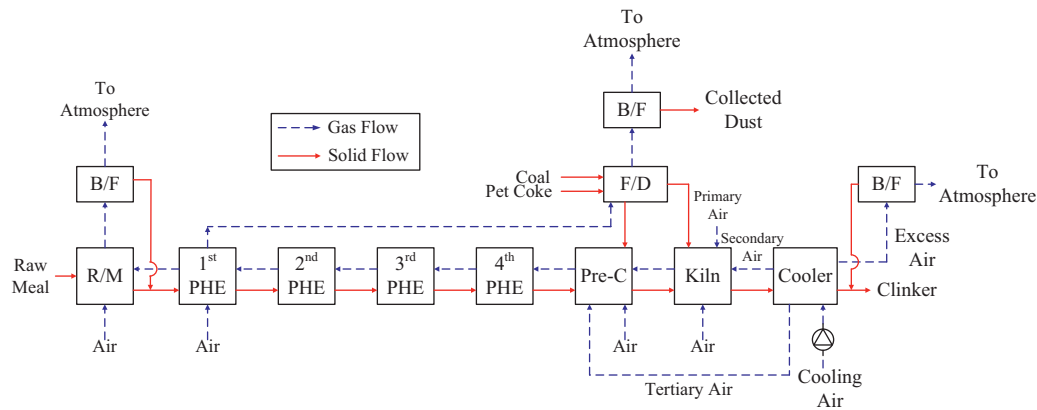 To
Atmosphere
B/F
Collected
Dust
To
Atmosphere
Gas Flow
Solid Flow
B/F
Coal
Pet Coke
F/D
Primary
Air
B/F
To
Atmosphere
Raw
Meal
R/M
1st
PHE
2nd
PHE
3rd
PHE
4th
PHE
Pre-C
Kiln
Secondary
Air
Cooler
Excess
Air
Clinker
Air
Air
Air
Air
Tertiary Air
Cooling
Air